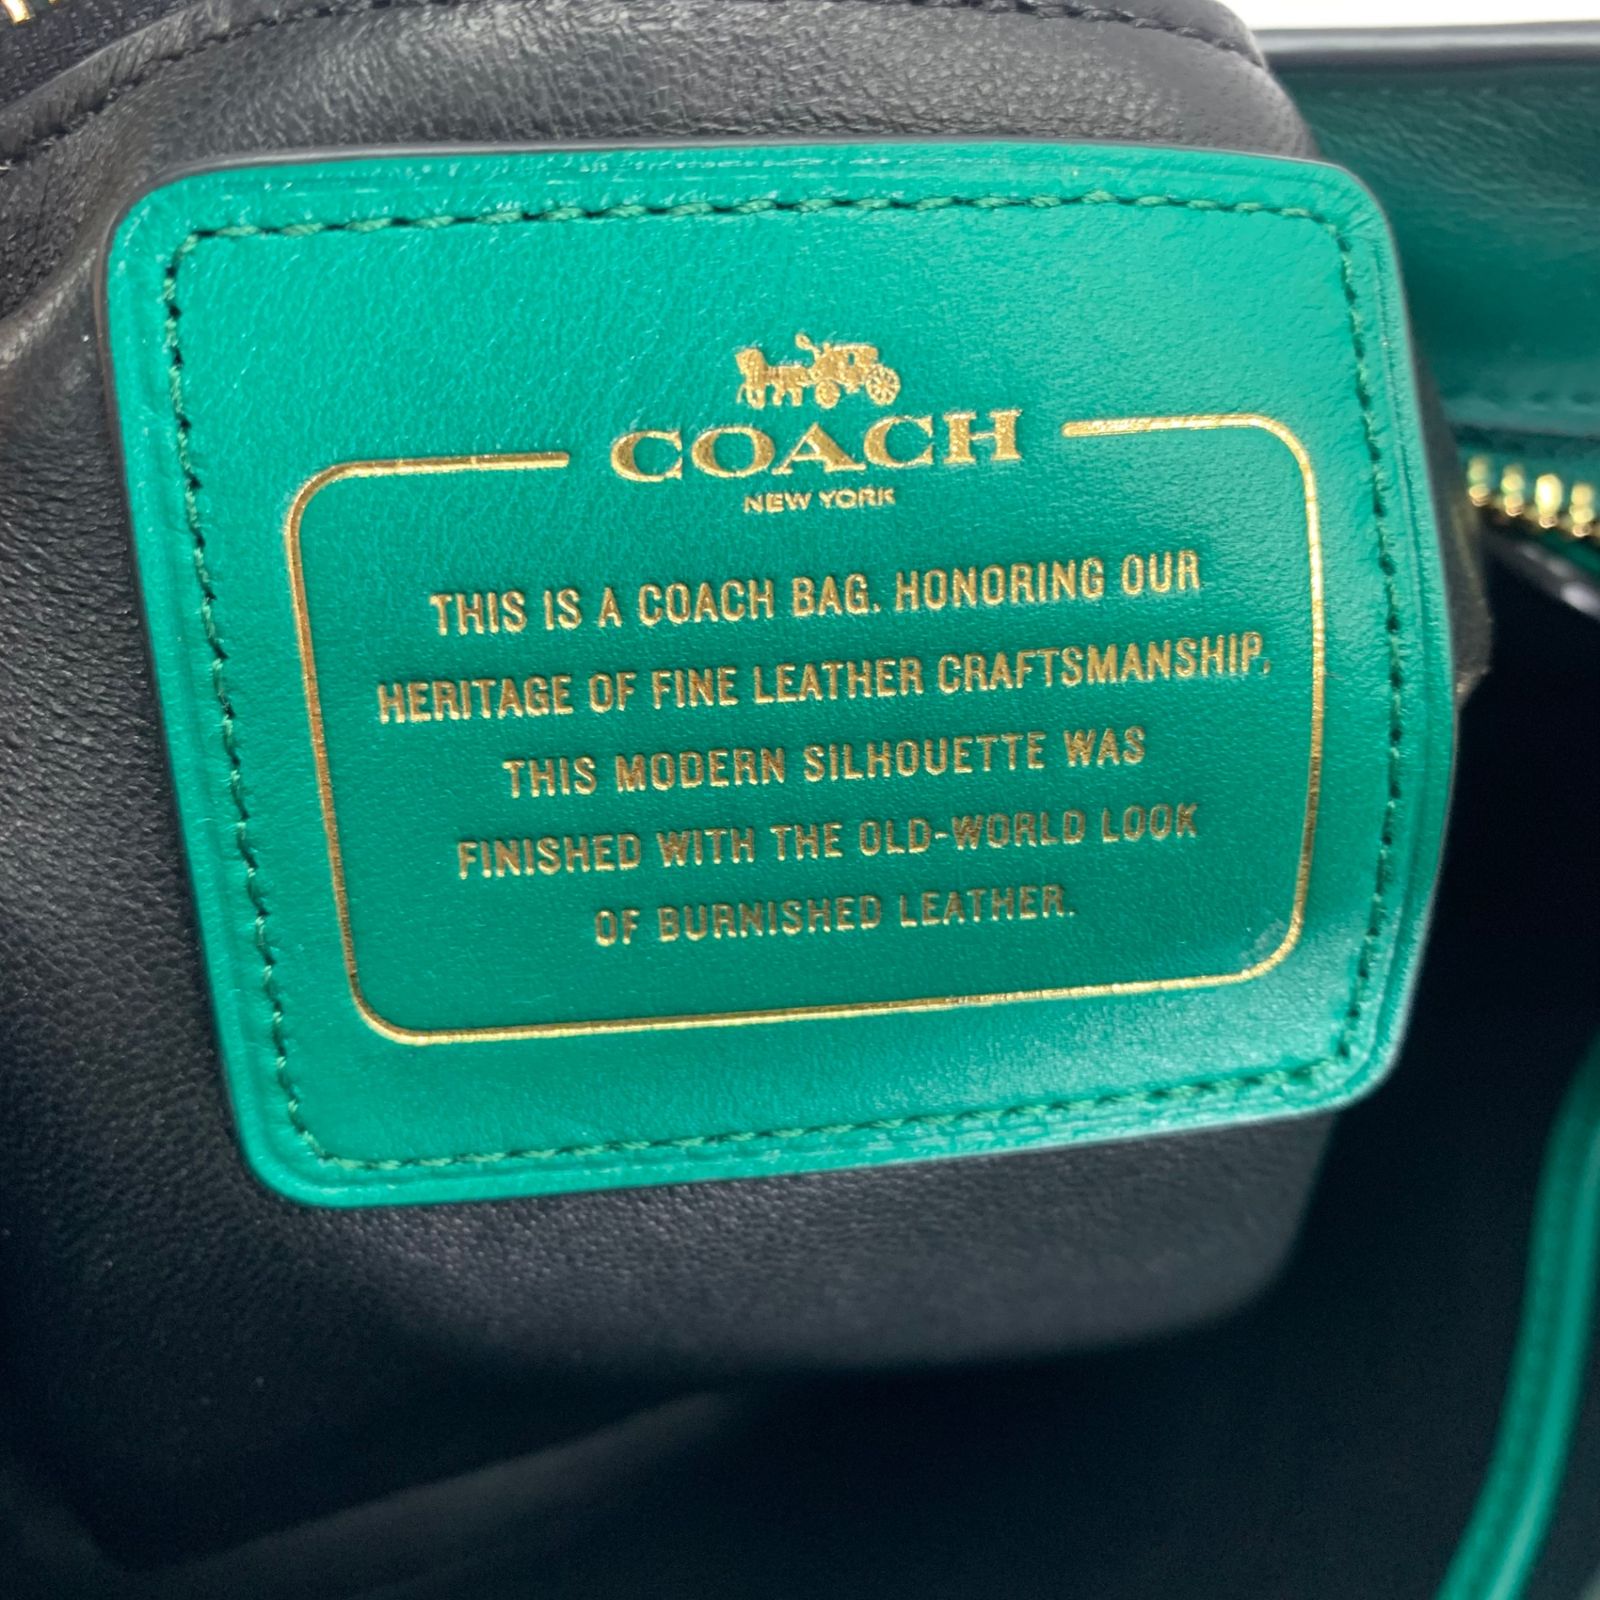 COACH
NEW YORK
THIS IS A COACH BAG. HONORING OUR
HERITAGE OF FINE LEATHER CRAFTSMANSHIP,
THIS MODERN SILHOUETTE WAS
FINISHED WITH THE OLD-WORLD LOOK
OF BURNISHED LEATHER.